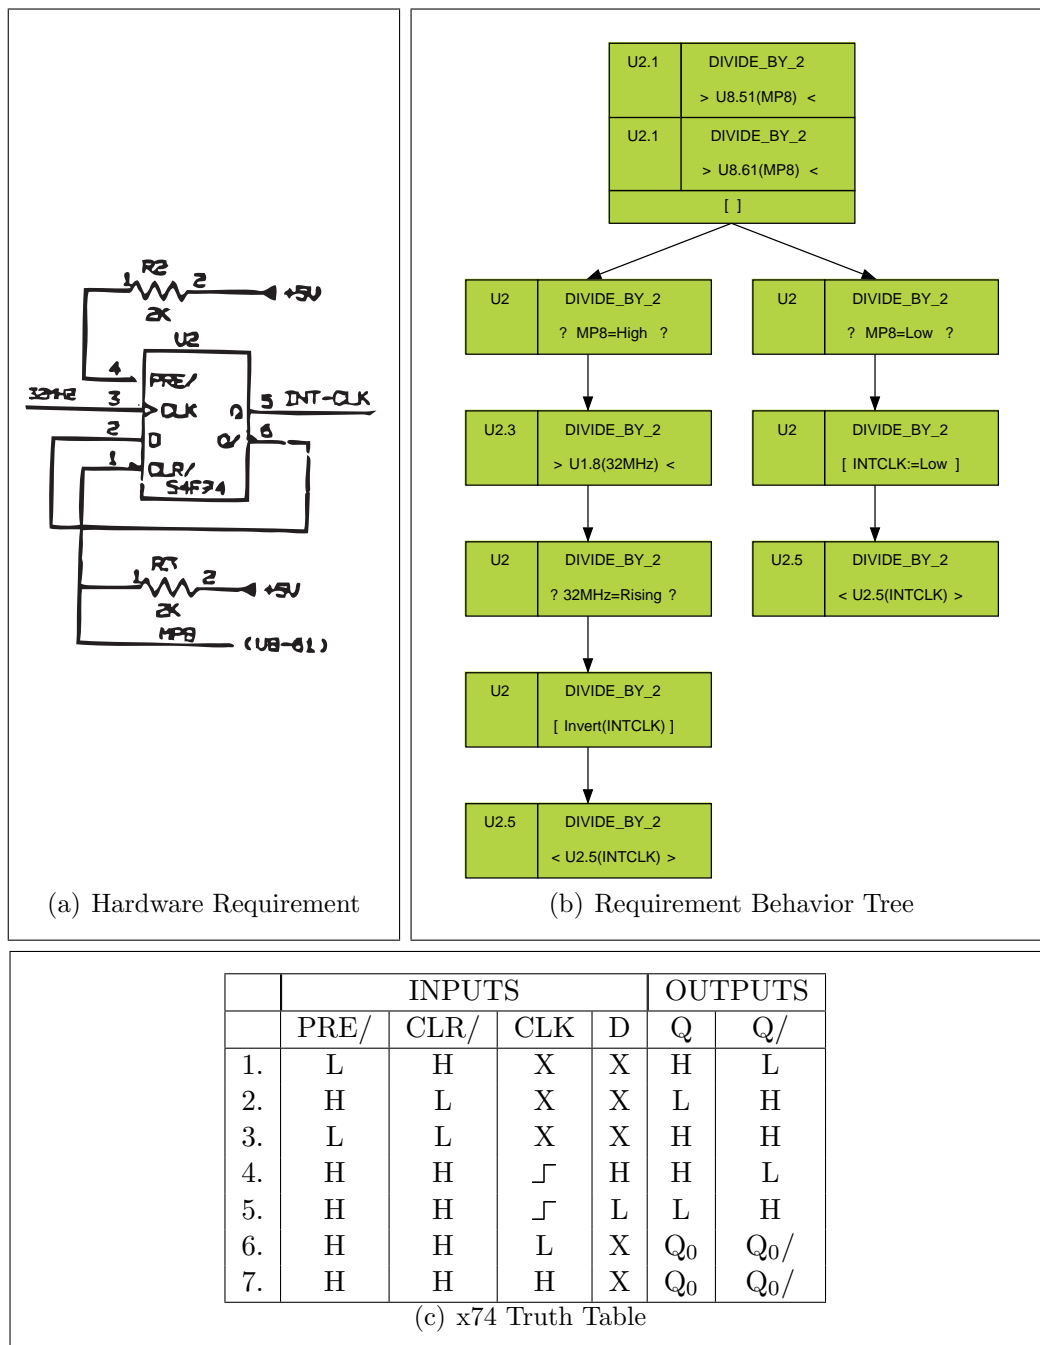 R2
1 2
+5V
2K
U2
4 PRE/
32MHZ 3 CLK Q 5 INT-CLK
2 D Q/ 6
1 CLR/
54F74
1 2
+5V
2K
MP8 (U8-61)
(a) Hardware Requirement
U2.1 DIVIDE_BY_2
> U8.51(MP8) <
U2.1 DIVIDE_BY_2
> U8.61(MP8) <
[ ]
U2 DIVIDE_BY_2 U2 DIVIDE_BY_2
? MP8=High ? ? MP8=Low ?
U2.3 DIVIDE_BY_2 U2 DIVIDE_BY_2
> U1.8(32MHz) < [ INTCLK:=Low ]
U2 DIVIDE_BY_2 U2.5 DIVIDE_BY_2
? 32MHz=Rising ? < U2.5(INTCLK) >
U2 DIVIDE_BY_2
[ Invert(INTCLK) ]
U2.5 DIVIDE_BY_2
< U2.5(INTCLK) >
(b) Requirement Behavior Tree
INPUTS OUTPUTS
PRE/ CLR/ CLK D Q Q/
1. L H X X H L
2. H L X X L H
3. L L X X H H
4. H H H H L
5. H H L L H
6. H H L X Q₀ Q₀/
7. H H H X Q₀ Q₀/
(c) x74 Truth Table